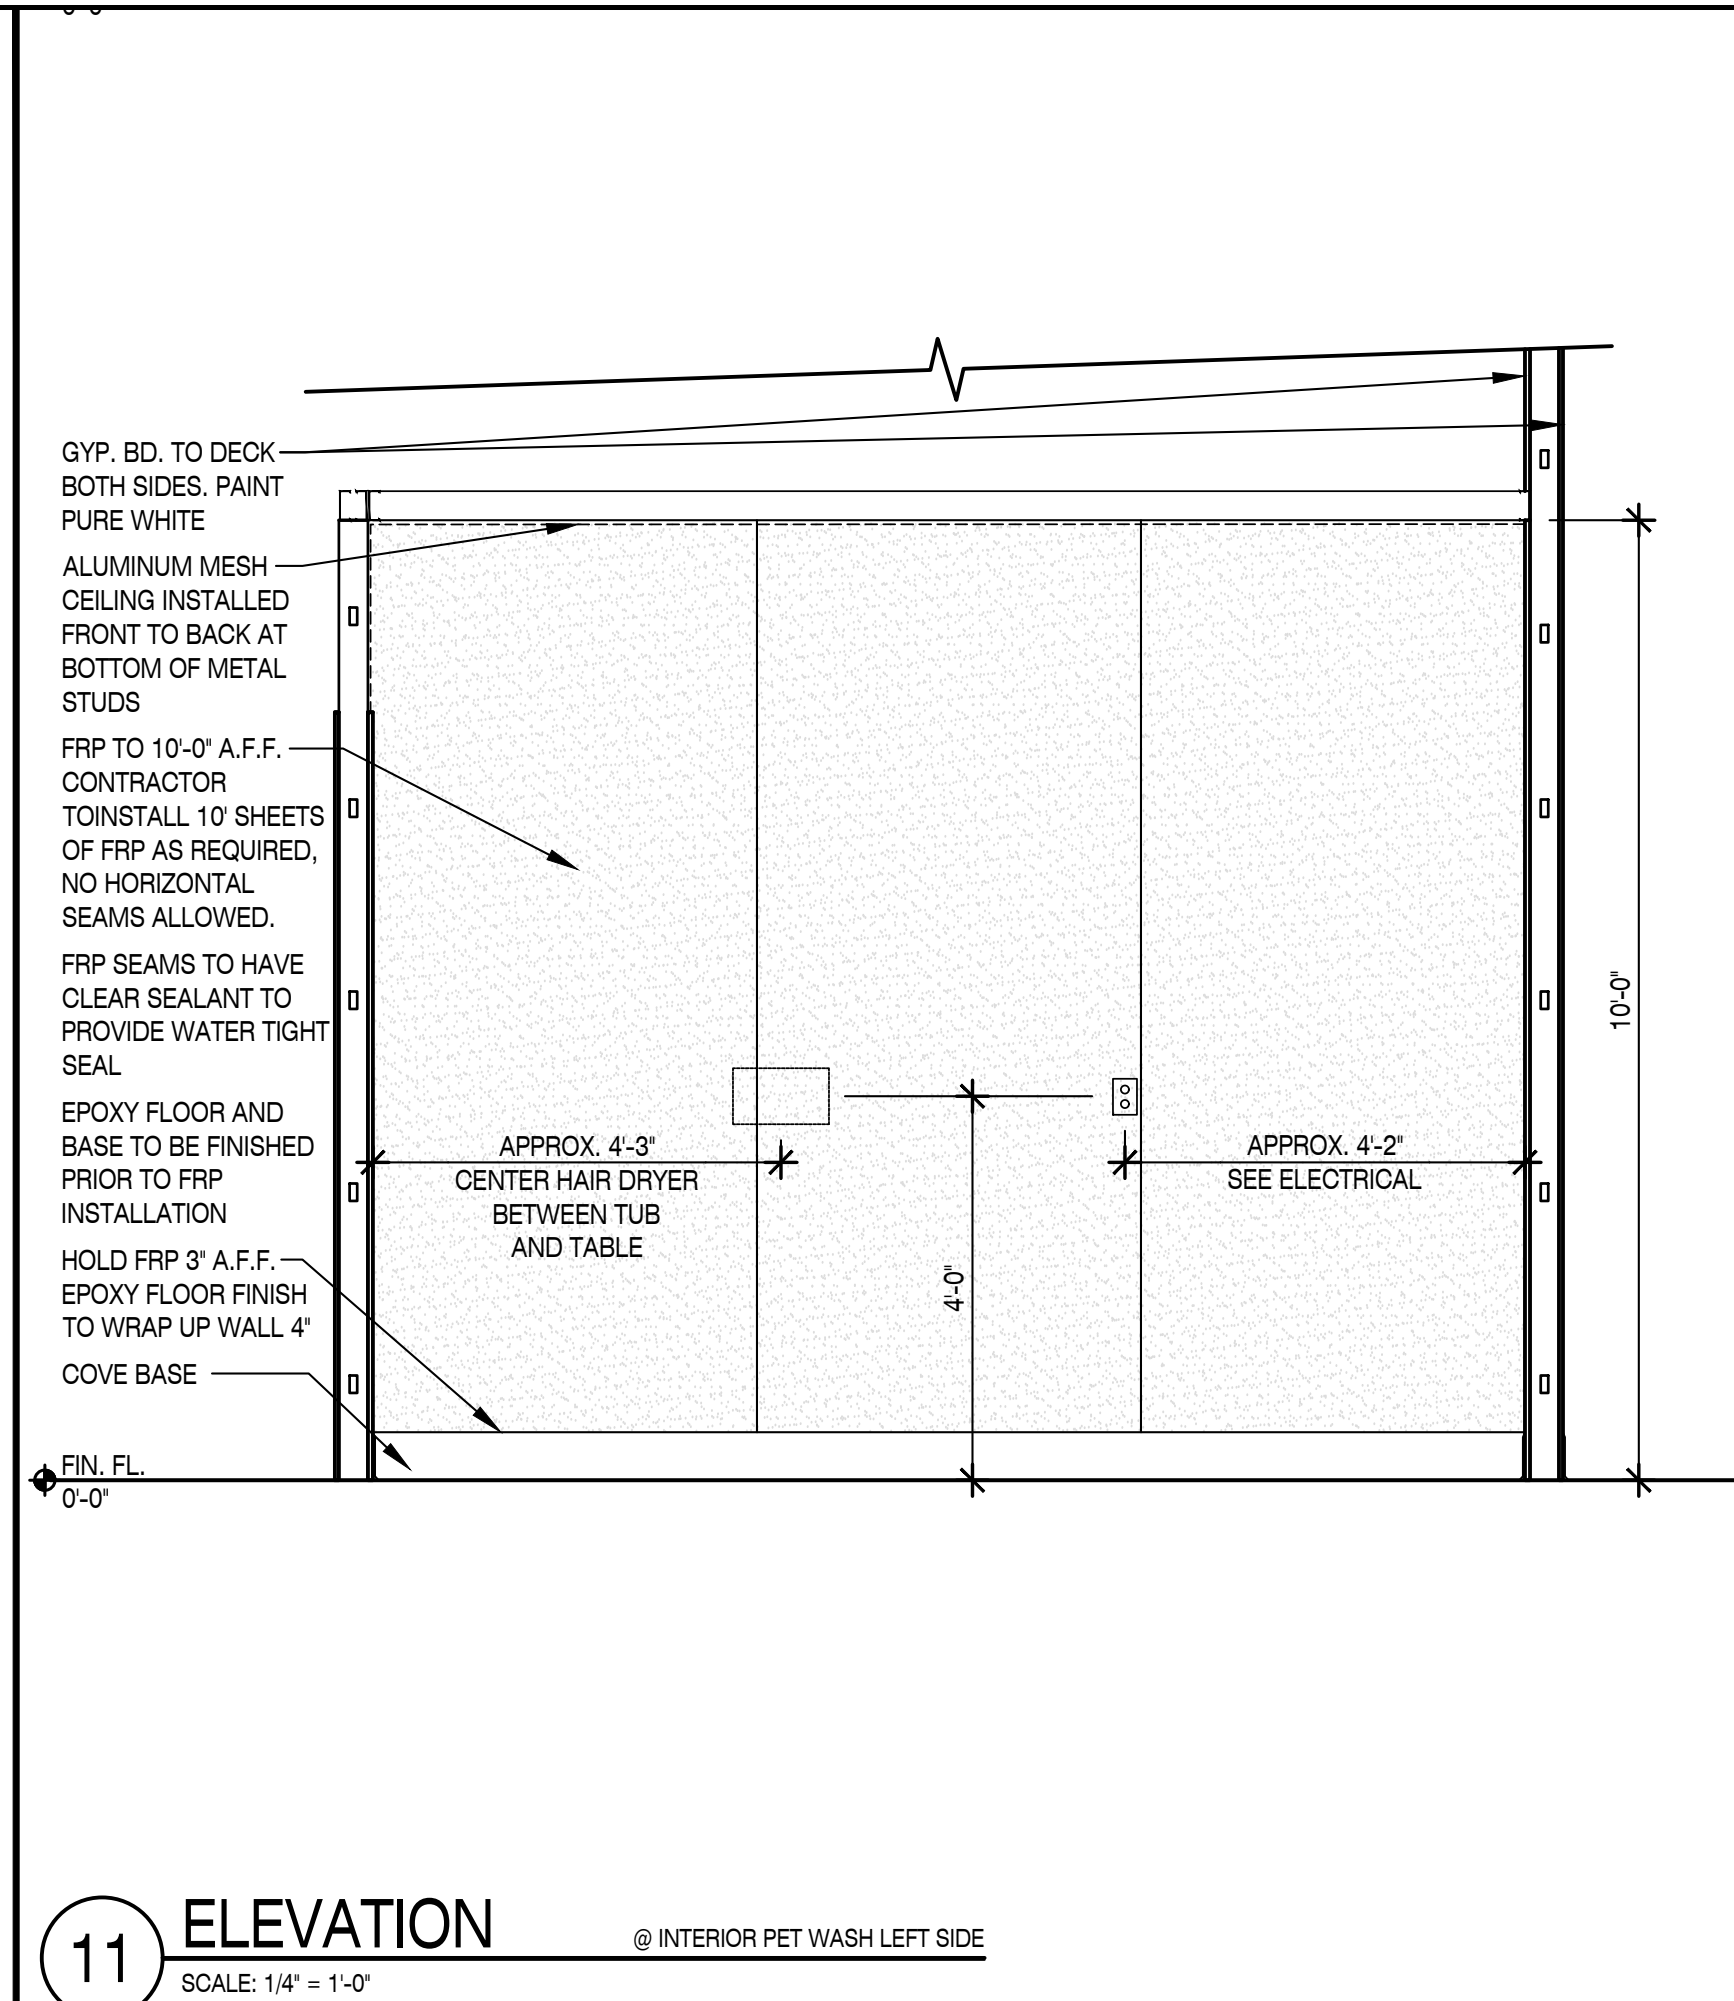 GYP. BD. TO DECK
BOTH SIDES. PAINT
PURE WHITE
ALUMINUM MESH
CEILING INSTALLED
FRONT TO BACK AT
BOTTOM OF METAL
STUDS
FRP TO 10'-0" A.F.F.
CONTRACTOR
TOINSTALL 10' SHEETS
OF FRP AS REQUIRED,
NO HORIZONTAL
SEAMS ALLOWED.
FRP SEAMS TO HAVE
CLEAR SEALANT TO
PROVIDE WATER TIGHT
SEAL
EPOXY FLOOR AND
BASE TO BE FINISHED
PRIOR TO FRP
INSTALLATION
HOLD FRP 3" A.F.F.
EPOXY FLOOR FINISH
TO WRAP UP WALL 4"
COVE BASE
FIN. FL.
0'-0"
APPROX. 4'-3"
CENTER HAIR DRYER
BETWEEN TUB
AND TABLE
4'-0"
APPROX. 4'-2"
SEE ELECTRICAL
10'-0"
11
ELEVATION
@ INTERIOR PET WASH LEFT SIDE
SCALE: 1/4" = 1'-0"